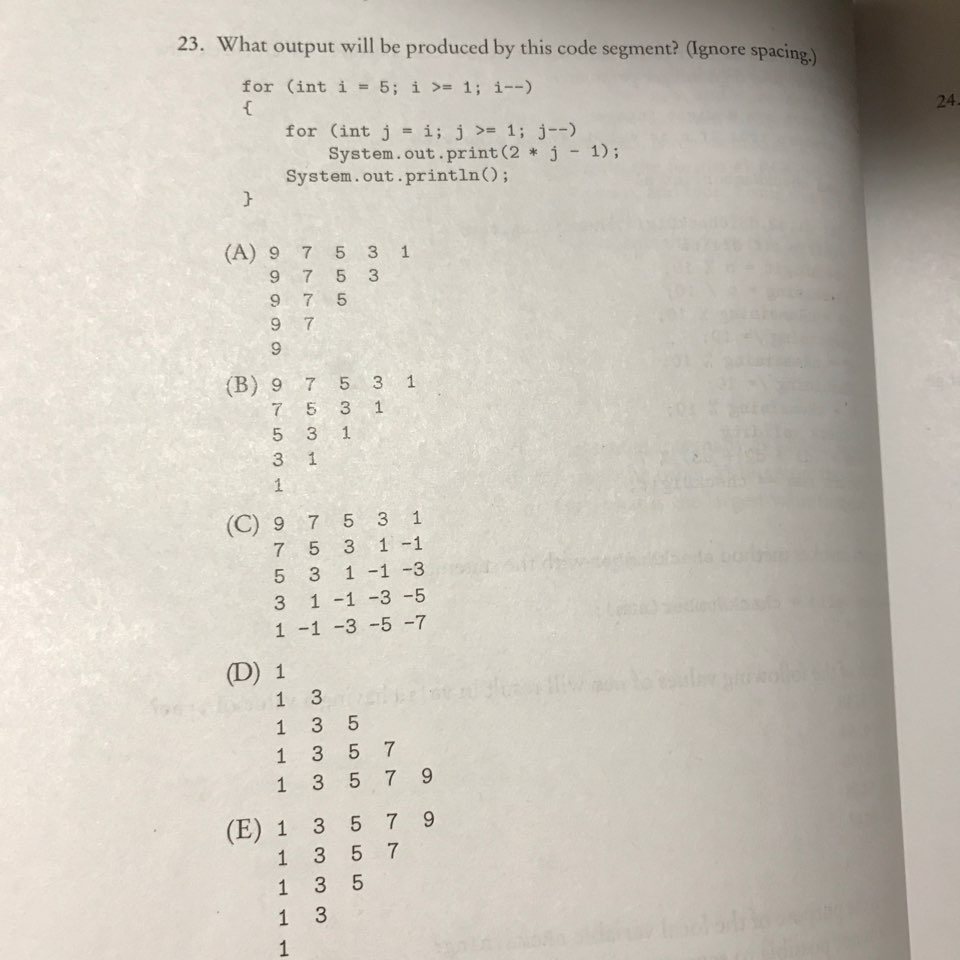 23. What output will be produced by this code segment? (Ignore spacing.)
for (int i = 5; i >= 1; i--)
{
for (int j = i; j >= 1; j--)
System.out.print(2 * j - 1);
System.out.println();
}
(A) 9 7 5 3 1
9 7 5 3
9 7 5
9 7
9
(B) 9 7 5 3 1
7 5 3 1
5 3 1
3 1
1
(C) 9 7 5 3 1
7 5 3 1 -1
5 3 1 -1 -3
3 1 -1 -3 -5
1 -1 -3 -5 -7
(D) 1
1 3
1 3 5
1 3 5 7
1 3 5 7 9
(E) 1 3 5 7 9
1 3 5 7
1 3 5
1 3
1
24.